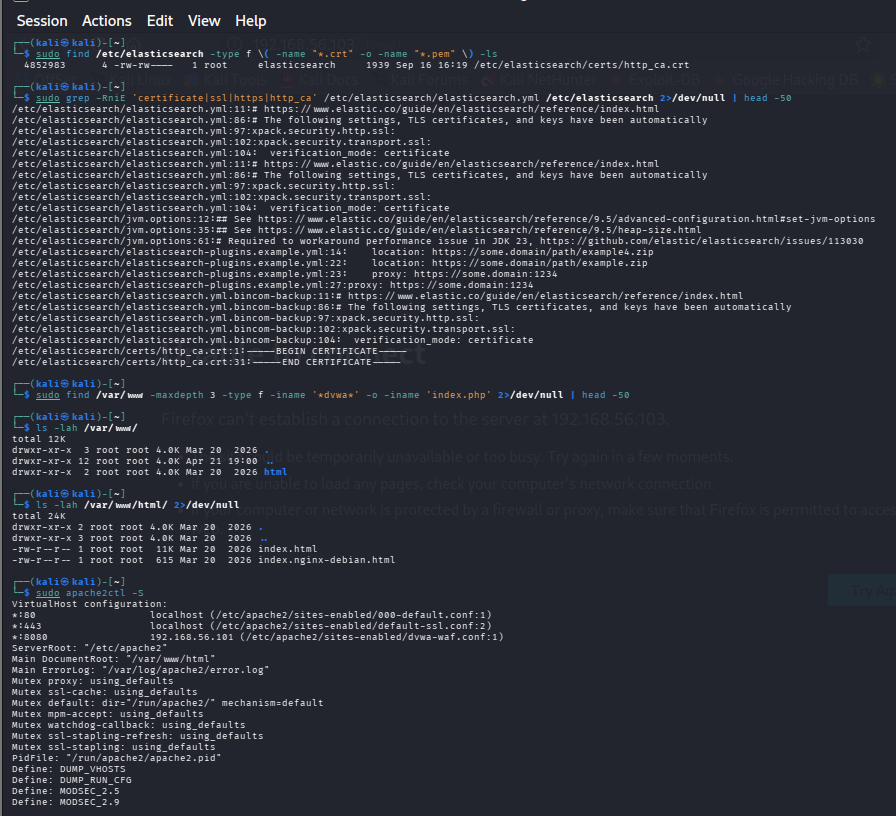 Session Actions Edit View Help
┌──(kali㉿kali)-[~]
└─$ sudo find /etc/elasticsearch -type f \( -name "*.crt" -o -name "*.pem" \) -ls
4852983 4 -rw-rw---- 1 root elasticsearch 1939 Sep 16 16:19 /etc/elasticsearch/certs/http_ca.crt
┌──(kali㉿kali)-[~]
└─$ sudo grep -RniE 'certificate|ssl|https|http_ca' /etc/elasticsearch/elasticsearch.yml /etc/elasticsearch 2>/dev/null | head -50
/etc/elasticsearch/elasticsearch.yml:11:# https://www.elastic.co/guide/en/elasticsearch/reference/index.html
/etc/elasticsearch/elasticsearch.yml:86:# The following settings, TLS certificates, and keys have been automatically
/etc/elasticsearch/elasticsearch.yml:97:xpack.security.http.ssl:
/etc/elasticsearch/elasticsearch.yml:102:xpack.security.transport.ssl:
/etc/elasticsearch/elasticsearch.yml:104:  verification_mode: certificate
/etc/elasticsearch/elasticsearch.yml:11:# https://www.elastic.co/guide/en/elasticsearch/reference/index.html
/etc/elasticsearch/elasticsearch.yml:86:# The following settings, TLS certificates, and keys have been automatically
/etc/elasticsearch/elasticsearch.yml:97:xpack.security.http.ssl:
/etc/elasticsearch/elasticsearch.yml:102:xpack.security.transport.ssl:
/etc/elasticsearch/elasticsearch.yml:104:  verification_mode: certificate
/etc/elasticsearch/jvm.options:12:## See https://www.elastic.co/guide/en/elasticsearch/reference/9.5/advanced-configuration.html#set-jvm-options
/etc/elasticsearch/jvm.options:35:## See https://www.elastic.co/guide/en/elasticsearch/reference/9.5/heap-size.html
/etc/elasticsearch/jvm.options:61:# Required to workaround performance issue in JDK 23, https://github.com/elastic/elasticsearch/issues/113030
/etc/elasticsearch/elasticsearch-plugins.example.yml:14:    location: https://some.domain/path/example4.zip
/etc/elasticsearch/elasticsearch-plugins.example.yml:22:    location: https://some.domain/path/example.zip
/etc/elasticsearch/elasticsearch-plugins.example.yml:23:    proxy: https://some.domain:1234
/etc/elasticsearch/elasticsearch-plugins.example.yml:27:proxy: https://some.domain:1234
/etc/elasticsearch/elasticsearch.yml.bincom-backup:11:# https://www.elastic.co/guide/en/elasticsearch/reference/index.html
/etc/elasticsearch/elasticsearch.yml.bincom-backup:86:# The following settings, TLS certificates, and keys have been automatically
/etc/elasticsearch/elasticsearch.yml.bincom-backup:97:xpack.security.http.ssl:
/etc/elasticsearch/elasticsearch.yml.bincom-backup:102:xpack.security.transport.ssl:
/etc/elasticsearch/elasticsearch.yml.bincom-backup:104:  verification_mode: certificate
/etc/elasticsearch/certs/http_ca.crt:1:-----BEGIN CERTIFICATE-----
/etc/elasticsearch/certs/http_ca.crt:31:-----END CERTIFICATE-----
┌──(kali㉿kali)-[~]
└─$ sudo find /var/www -maxdepth 3 -type f -iname '*dvwa*' -o -iname 'index.php' 2>/dev/null | head -50
Firefox can't establish a connection to the server at 192.168.56.103.
┌──(kali㉿kali)-[~]
└─$ ls -lah /var/www/
total 12K
drwxr-xr-x  3 root root 4.0K Mar 20  2026 .
drwxr-xr-x 12 root root 4.0K Apr 21 19:00 ..
drwxr-xr-x  2 root root 4.0K Mar 20  2026 html
be temporarily unavailable or too busy. Try again in a few moments.
If you are unable to load any pages, check your computer's network connection
┌──(kali㉿kali)-[~]
└─$ ls -lah /var/www/html/ 2>/dev/null
computer or network is protected by a firewall or proxy, make sure that Firefox is permitted to access
total 24K
drwxr-xr-x 2 root root 4.0K Mar 20  2026 .
drwxr-xr-x 3 root root 4.0K Mar 20  2026 ..
-rw-r--r-- 1 root root  11K Mar 20  2026 index.html
-rw-r--r-- 1 root root  615 Mar 20  2026 index.nginx-debian.html
┌──(kali㉿kali)-[~]
└─$ sudo apache2ctl -S
Try Ag
VirtualHost configuration:
*:80                   localhost (/etc/apache2/sites-enabled/000-default.conf:1)
*:443                  localhost (/etc/apache2/sites-enabled/default-ssl.conf:2)
*:8080                 192.168.56.101 (/etc/apache2/sites-enabled/dvwa-waf.conf:1)
ServerRoot: "/etc/apache2"
Main DocumentRoot: "/var/www/html"
Main ErrorLog: "/var/log/apache2/error.log"
Mutex proxy: using_defaults
Mutex ssl-cache: using_defaults
Mutex default: dir="/run/apache2/" mechanism=default
Mutex mpm-accept: using_defaults
Mutex watchdog-callback: using_defaults
Mutex ssl-stapling-refresh: using_defaults
Mutex ssl-stapling: using_defaults
PidFile: "/run/apache2/apache2.pid"
Define: DUMP_VHOSTS
Define: DUMP_RUN_CFG
Define: MODSEC_2.5
Define: MODSEC_2.9